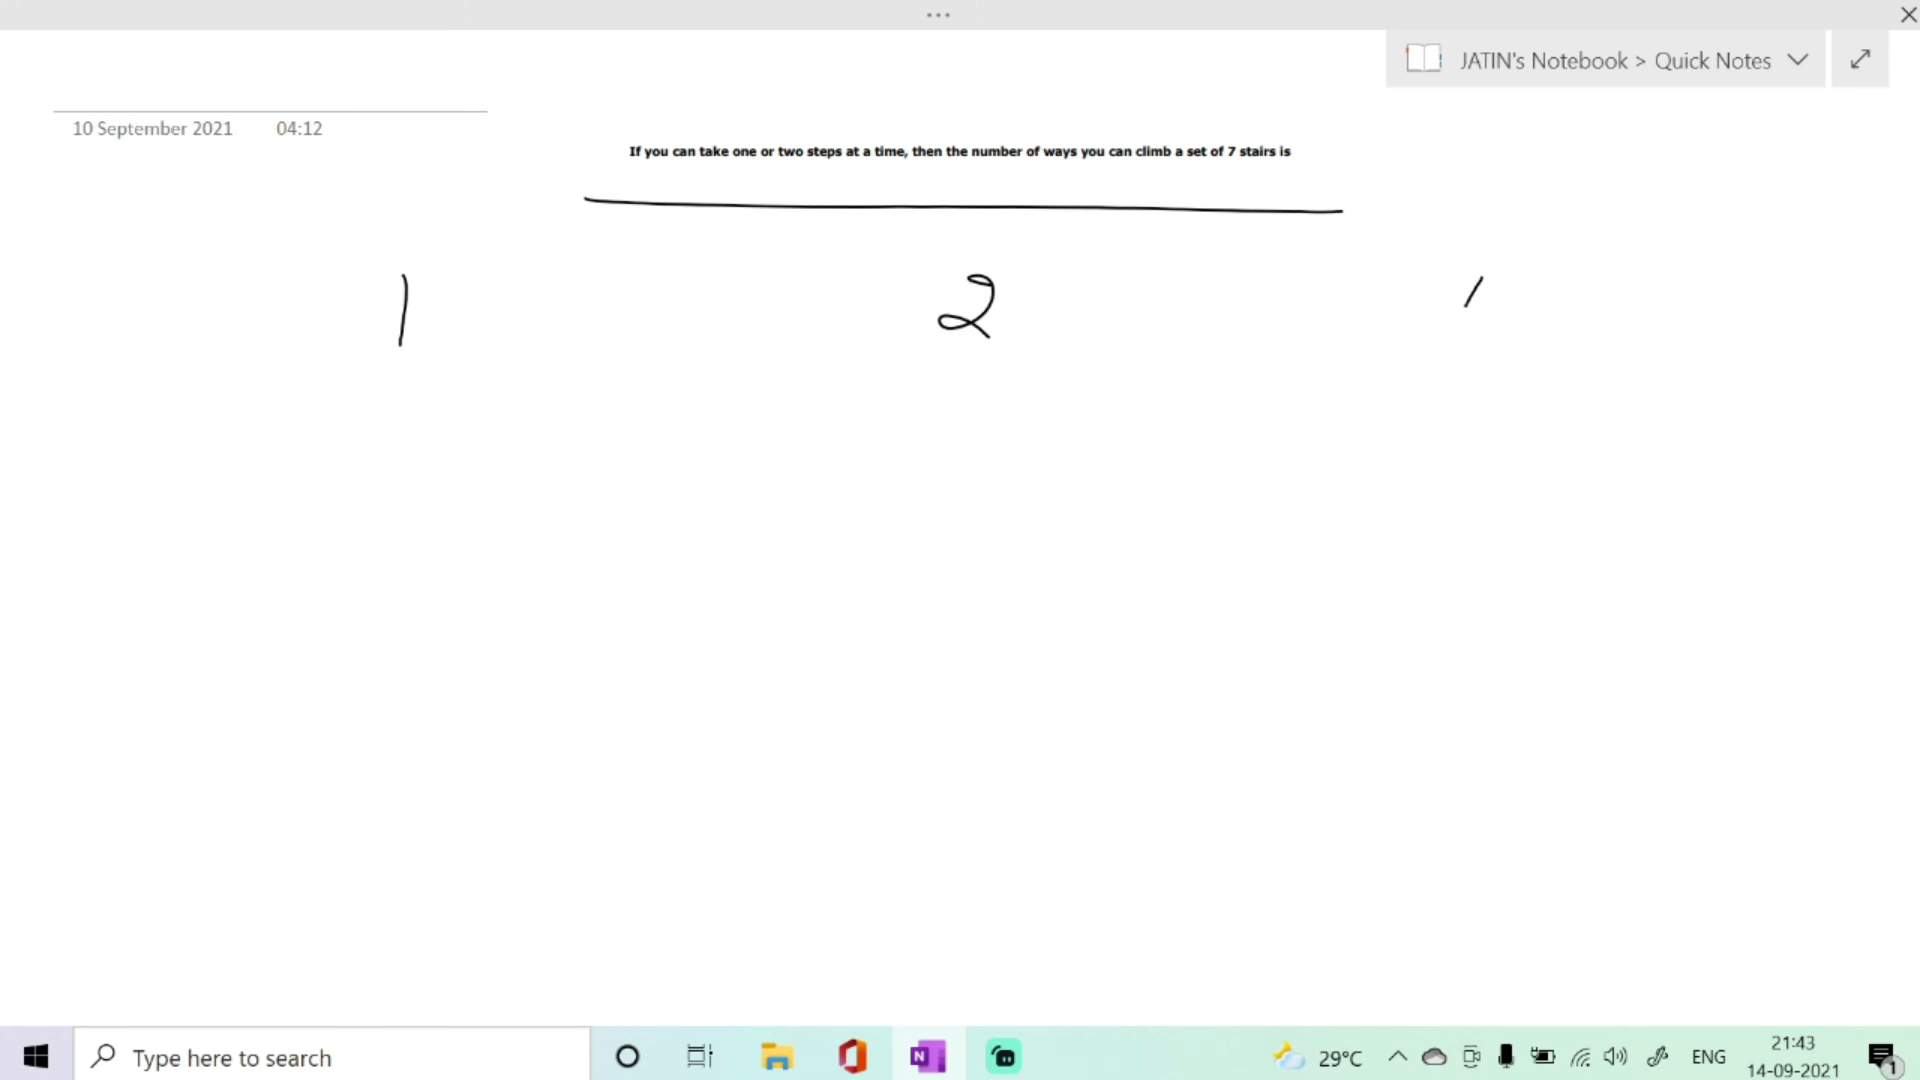 JATIN's Notebook > Quick Notes
10 September 2021 04:12
If you can take one or two steps at a time, then the number of ways you can climb a set of 7 stairs is
1 2
Type here to search
29°C ENG 21:43
14-09-2021
1